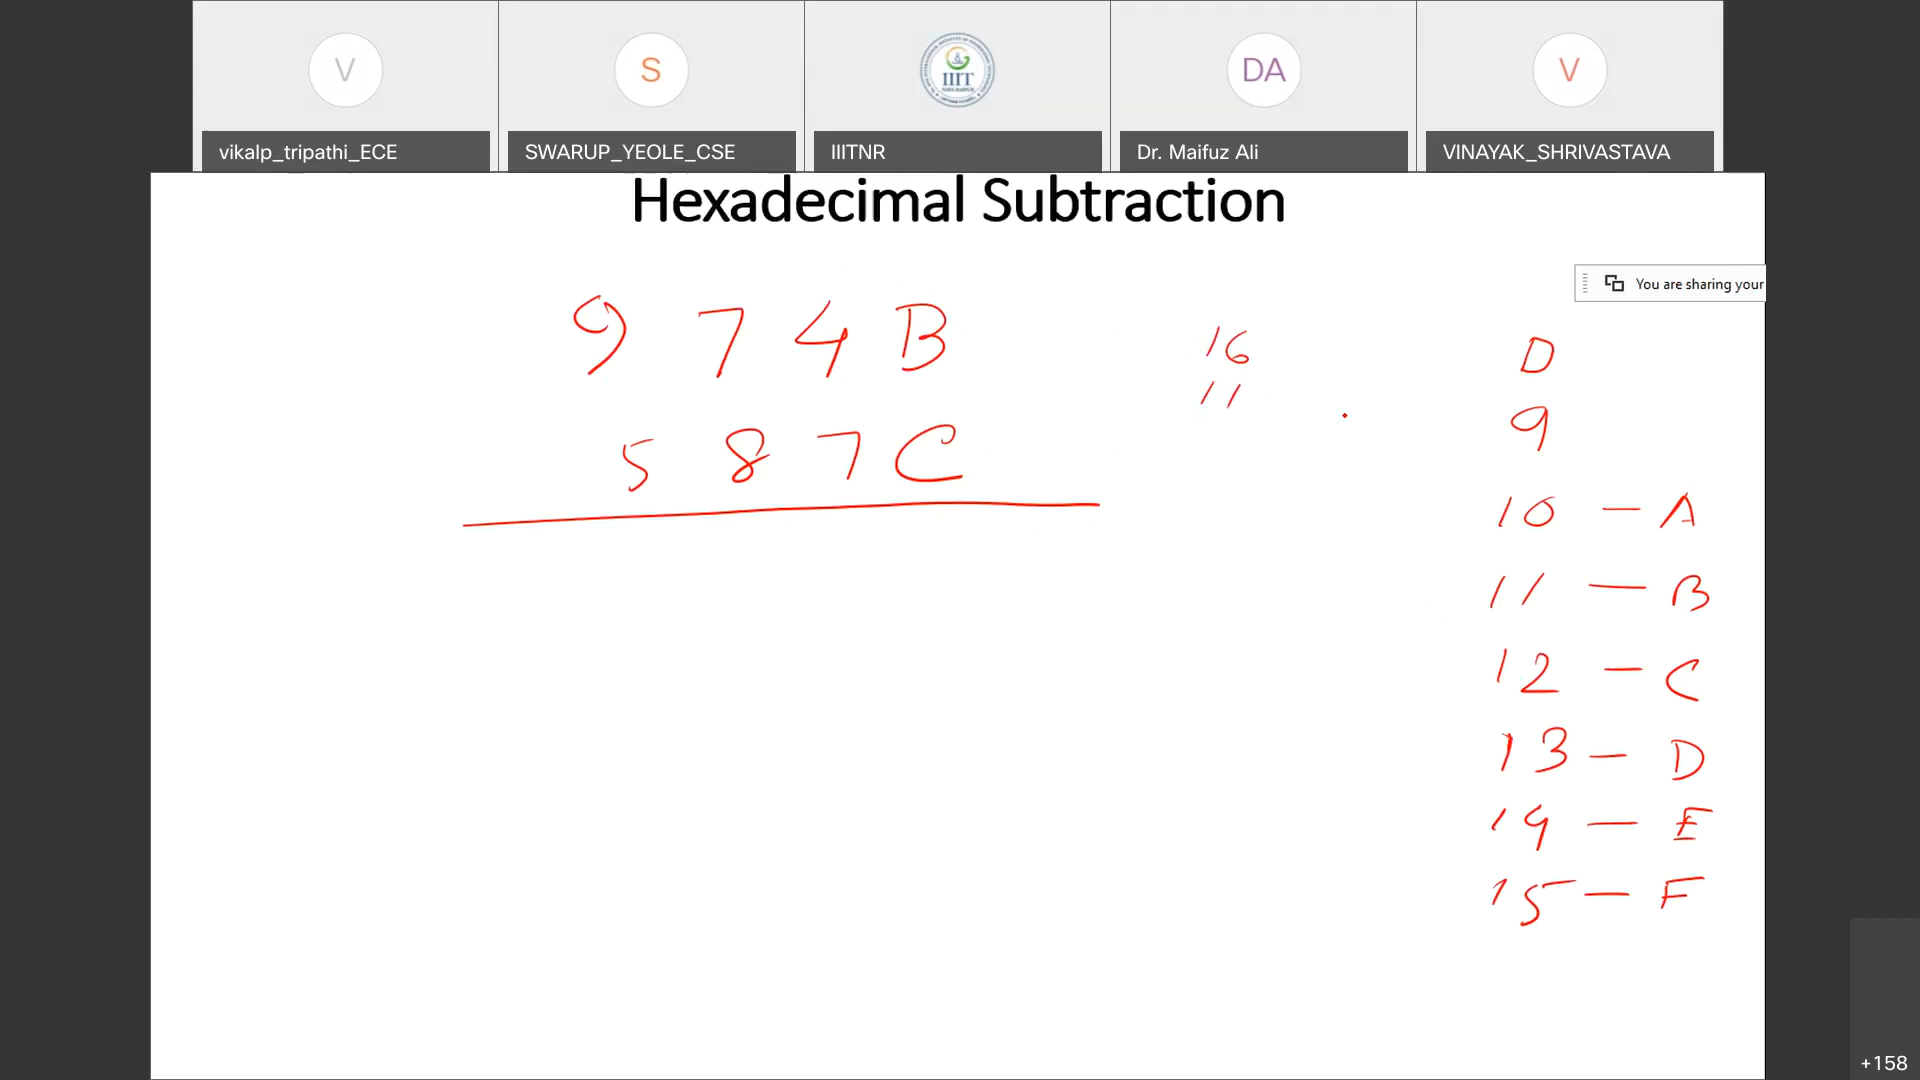 V S IIIT DA V
vikalp_tripathi_ECE SWARUP_YEOLE_CSE IIITNR Dr. Maifuz Ali VINAYAK_SHRIVASTAVA
Hexadecimal Subtraction
You are sharing your
9 7 4 B
5 8 7 C
16
11
D
9
10 — A
11 — B
12 — C
13 — D
14 — E
15 — F
+158